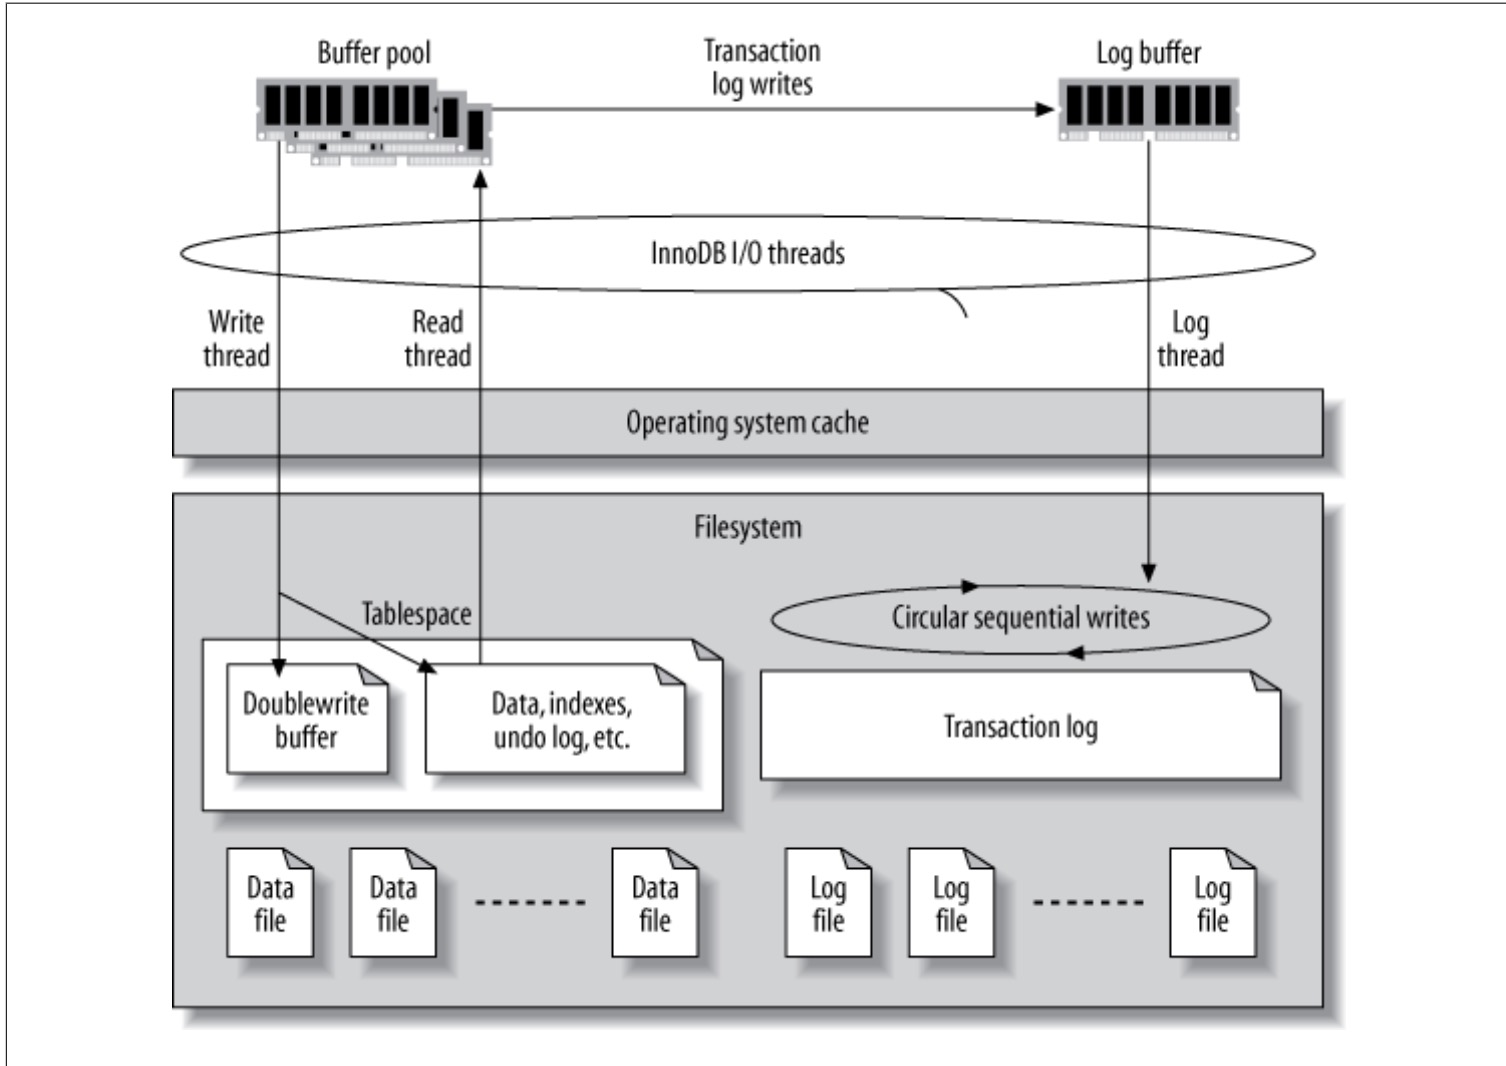 Buffer pool
Transaction
log writes
Log buffer
InnoDB I/O threads
Write
thread
Read
thread
Log
thread
Operating system cache
Filesystem
Tablespace
Circular sequential writes
Doublewrite
buffer
Data, indexes,
undo log, etc.
Transaction log
Data
file
Data
file
Data
file
Log
file
Log
file
Log
file